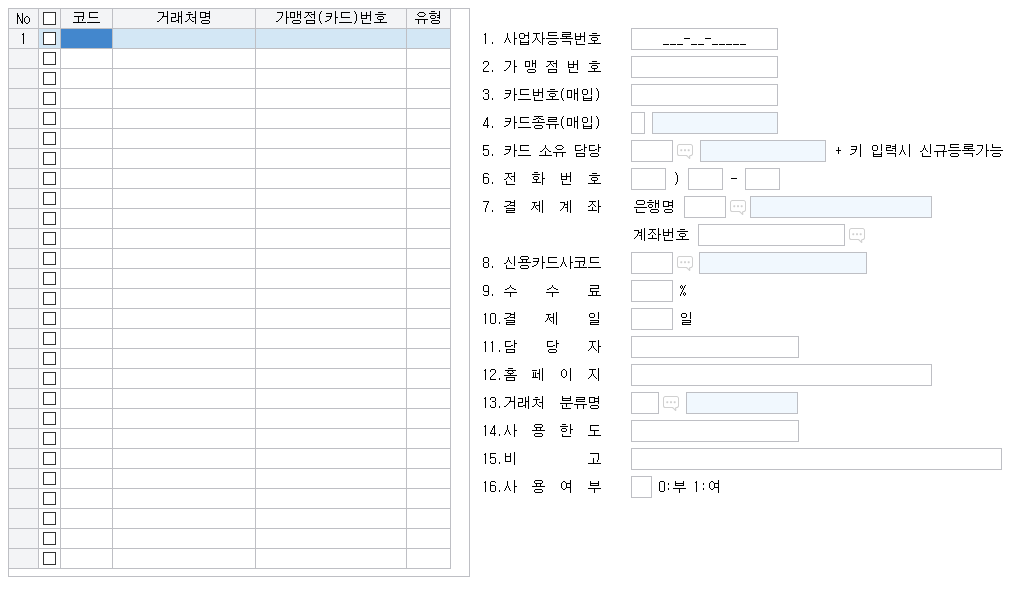 No 코드 거래처명 가맹점(카드)번호 유형
1
1. 사업자등록번호 ___-__-_____
2. 가 맹 점 번 호
3. 카드번호(매입)
4. 카드종류(매입)
5. 카드 소유 담당 + 키 입력시 신규등록가능
6. 전 화 번 호 ) -
7. 결 제 계 좌 은행명
계좌번호
8. 신용카드사코드
9. 수 수 료 %
10.결 제 일 일
11.담 당 자
12.홈 페 이 지
13.거래처 분류명
14.사 용 한 도
15.비 고
16.사 용 여 부 0:부 1:여